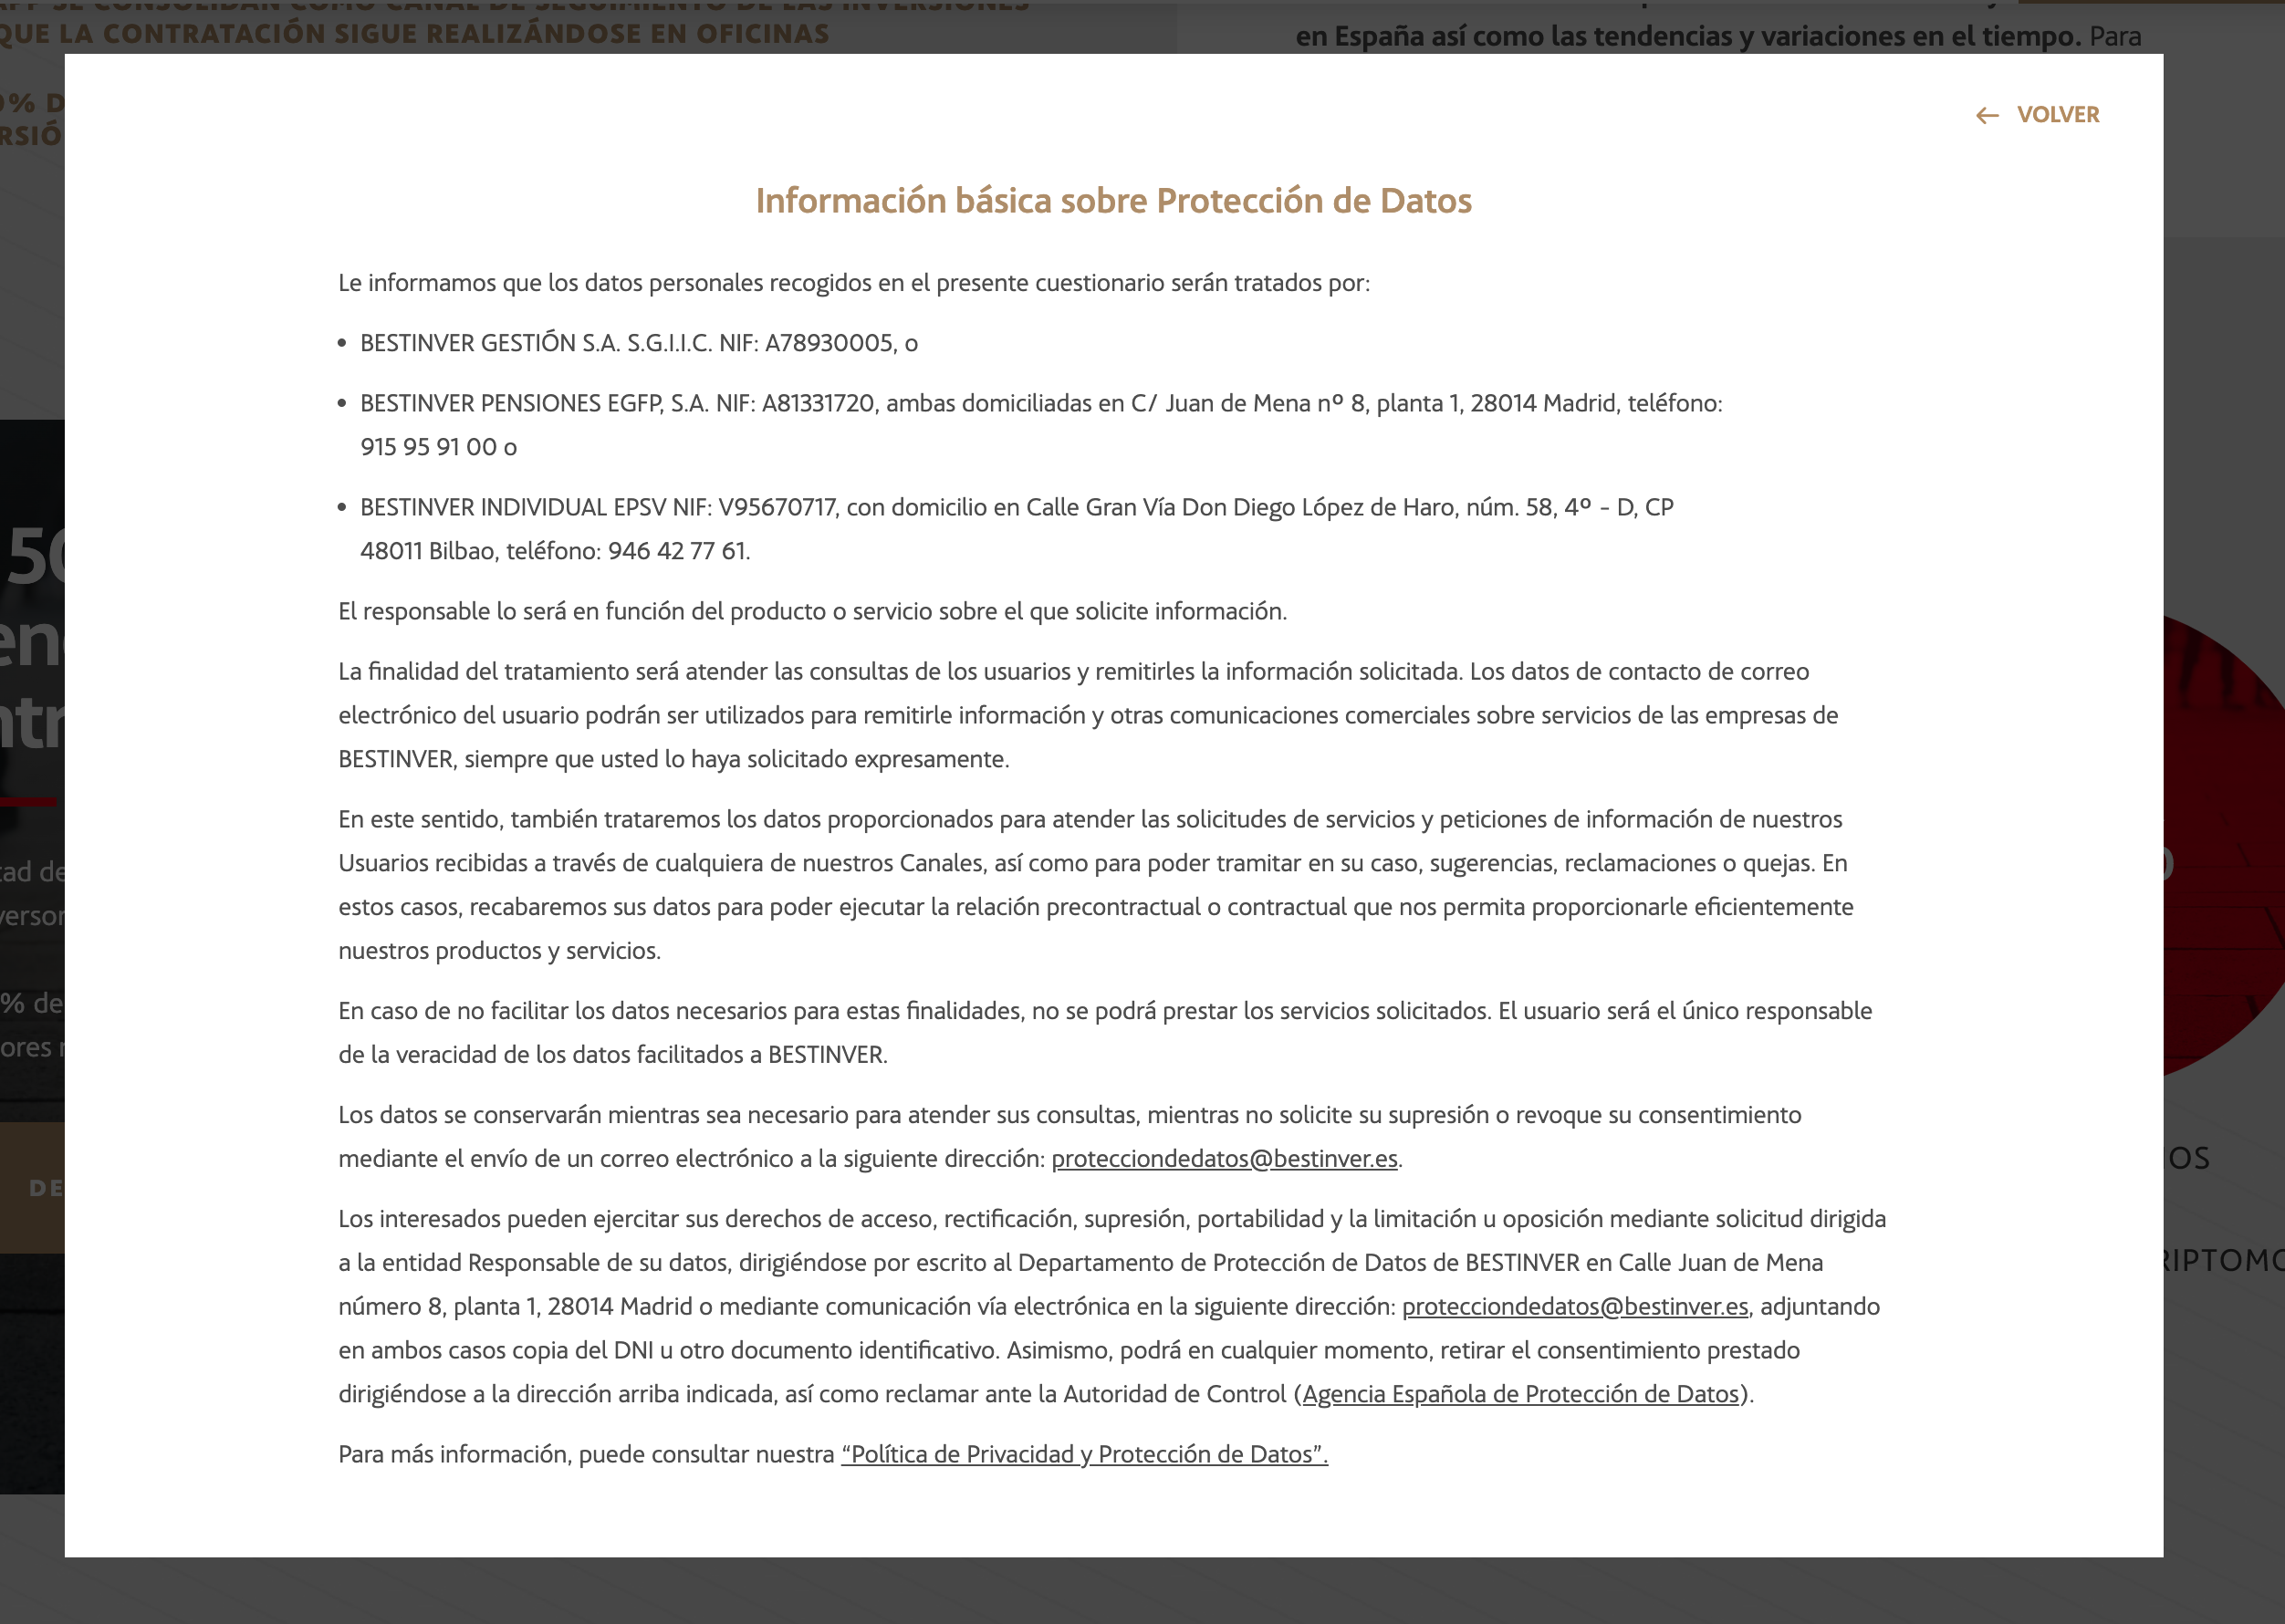 QUE LA CONTRATACIÓN SIGUE REALIZÁNDOSE EN OFICINAS
en España así como las tendencias y variaciones en el tiempo. Para
← VOLVER
Información básica sobre Protección de Datos
Le informamos que los datos personales recogidos en el presente cuestionario serán tratados por:
• BESTINVER GESTIÓN S.A. S.G.I.I.C. NIF: A78930005, o
• BESTINVER PENSIONES EGFP, S.A. NIF: A81331720, ambas domiciliadas en C/ Juan de Mena nº 8, planta 1, 28014 Madrid, teléfono:
915 95 91 00 o
• BESTINVER INDIVIDUAL EPSV NIF: V95670717, con domicilio en Calle Gran Vía Don Diego López de Haro, núm. 58, 4º - D, CP
48011 Bilbao, teléfono: 946 42 77 61.
El responsable lo será en función del producto o servicio sobre el que solicite información.
La finalidad del tratamiento será atender las consultas de los usuarios y remitirles la información solicitada. Los datos de contacto de correo
electrónico del usuario podrán ser utilizados para remitirle información y otras comunicaciones comerciales sobre servicios de las empresas de
BESTINVER, siempre que usted lo haya solicitado expresamente.
En este sentido, también trataremos los datos proporcionados para atender las solicitudes de servicios y peticiones de información de nuestros
Usuarios recibidas a través de cualquiera de nuestros Canales, así como para poder tramitar en su caso, sugerencias, reclamaciones o quejas. En
estos casos, recabaremos sus datos para poder ejecutar la relación precontractual o contractual que nos permita proporcionarle eficientemente
nuestros productos y servicios.
En caso de no facilitar los datos necesarios para estas finalidades, no se podrá prestar los servicios solicitados. El usuario será el único responsable
de la veracidad de los datos facilitados a BESTINVER.
Los datos se conservarán mientras sea necesario para atender sus consultas, mientras no solicite su supresión o revoque su consentimiento
mediante el envío de un correo electrónico a la siguiente dirección: protecciondedatos@bestinver.es.
Los interesados pueden ejercitar sus derechos de acceso, rectificación, supresión, portabilidad y la limitación u oposición mediante solicitud dirigida
a la entidad Responsable de su datos, dirigiéndose por escrito al Departamento de Protección de Datos de BESTINVER en Calle Juan de Mena
número 8, planta 1, 28014 Madrid o mediante comunicación vía electrónica en la siguiente dirección: protecciondedatos@bestinver.es, adjuntando
en ambos casos copia del DNI u otro documento identificativo. Asimismo, podrá en cualquier momento, retirar el consentimiento prestado
dirigiéndose a la dirección arriba indicada, así como reclamar ante la Autoridad de Control (Agencia Española de Protección de Datos).
Para más información, puede consultar nuestra “Política de Privacidad y Protección de Datos”.